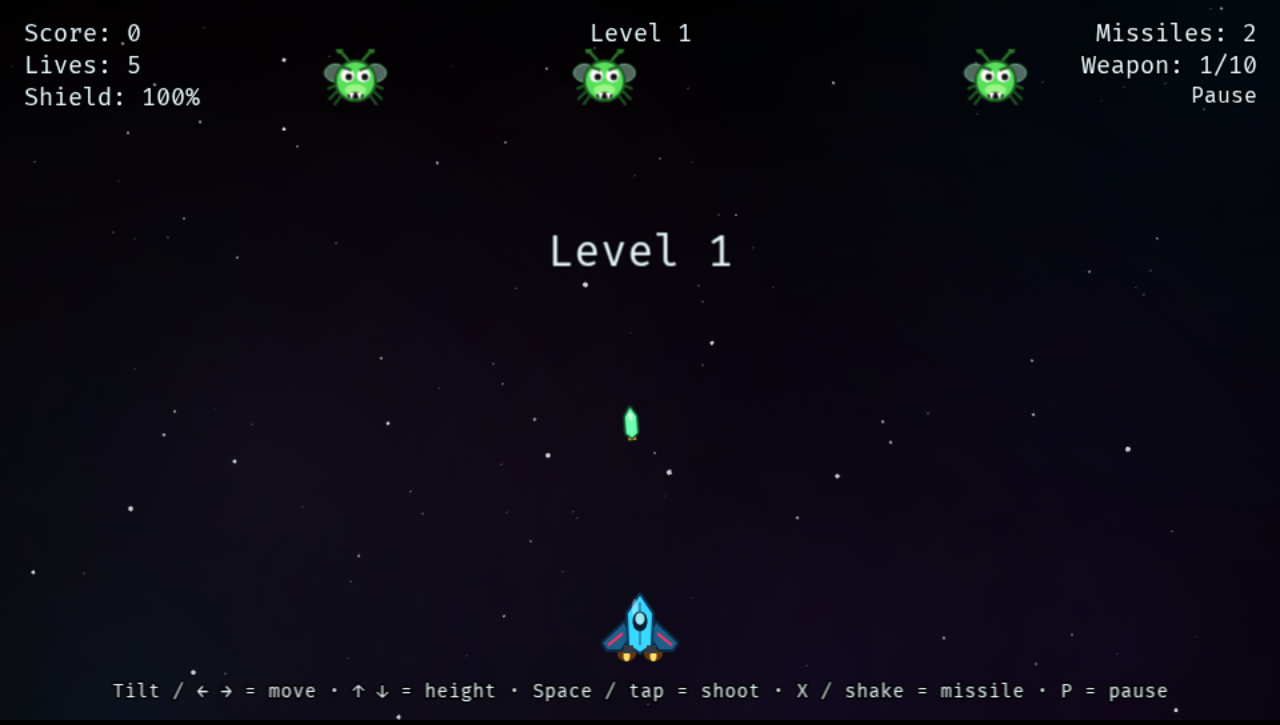 Score: 0
Lives: 5
Shield: 100%
Level 1
Missiles: 2
Weapon: 1/10
Pause
Level 1
Tilt / ← → = move · ↑ ↓ = height · Space / tap = shoot · X / shake = missile · P = pause